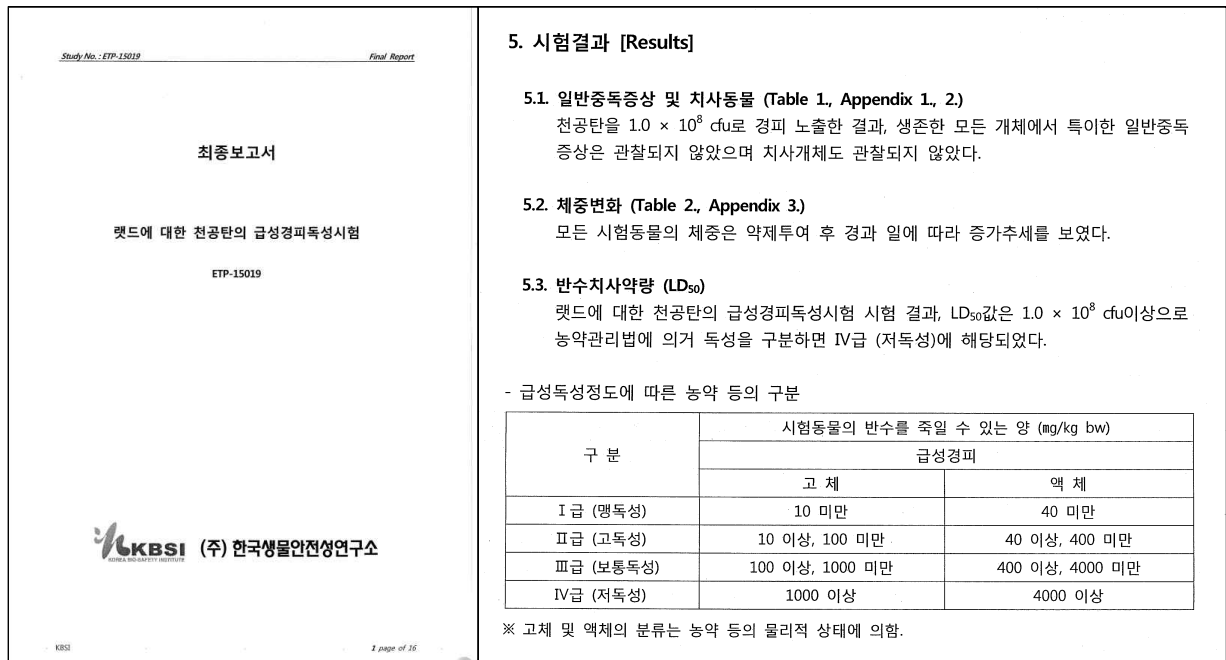 Study No. : ETP-15019
Final Report
최종보고서
랫드에 대한 천공탄의 급성경피독성시험
ETP-15019
KBSI (주) 한국생물안전성연구소
KOREA BIO-SAFETY INSTITUTE
KBSI
1 page of 16
5. 시험결과 [Results]
5.1. 일반중독증상 및 치사동물 (Table 1., Appendix 1., 2.)
천공탄을 1.0 × 10⁸ cfu로 경피 노출한 결과, 생존한 모든 개체에서 특이한 일반중독
증상은 관찰되지 않았으며 치사개체도 관찰되지 않았다.
5.2. 체중변화 (Table 2., Appendix 3.)
모든 시험동물의 체중은 약제투여 후 경과 일에 따라 증가추세를 보였다.
5.3. 반수치사약량 (LD₅₀)
랫드에 대한 천공탄의 급성경피독성시험 시험 결과, LD₅₀값은 1.0 × 10⁸ cfu이상으로
농약관리법에 의거 독성을 구분하면 Ⅳ급 (저독성)에 해당되었다.
- 급성독성정도에 따른 농약 등의 구분
구 분
시험동물의 반수를 죽일 수 있는 양 (㎎/kg bw)
급성경피
고 체 액 체
Ⅰ급 (맹독성) 10 미만 40 미만
Ⅱ급 (고독성) 10 이상, 100 미만 40 이상, 400 미만
Ⅲ급 (보통독성) 100 이상, 1000 미만 400 이상, 4000 미만
Ⅳ급 (저독성) 1000 이상 4000 이상
※ 고체 및 액체의 분류는 농약 등의 물리적 상태에 의함.